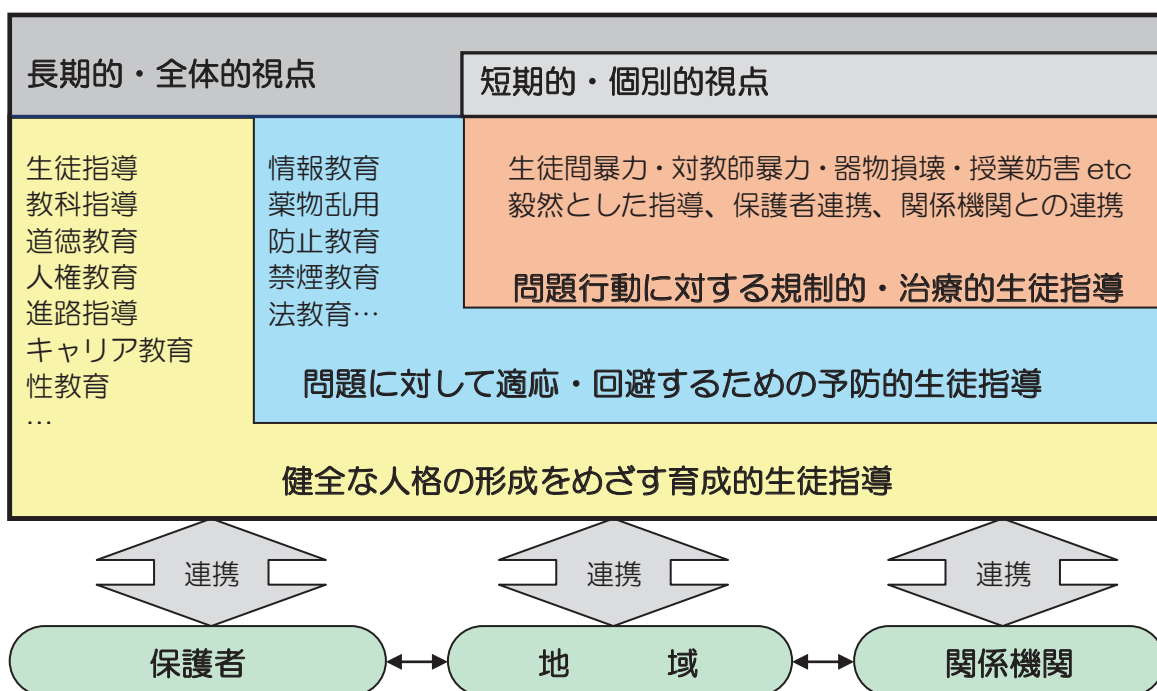 長期的・全体的視点
短期的・個別的視点
生徒指導
教科指導
道徳教育
人権教育
進路指導
キャリア教育
性教育
…
情報教育
薬物乱用
防止教育
禁煙教育
法教育…
生徒間暴力・対教師暴力・器物損壊・授業妨害 etc
毅然とした指導、保護者連携、関係機関との連携
問題行動に対する規制的・治療的生徒指導
問題に対して適応・回避するための予防的生徒指導
健全な人格の形成をめざす育成的生徒指導
連携
連携
連携
保護者
地　　域
関係機関